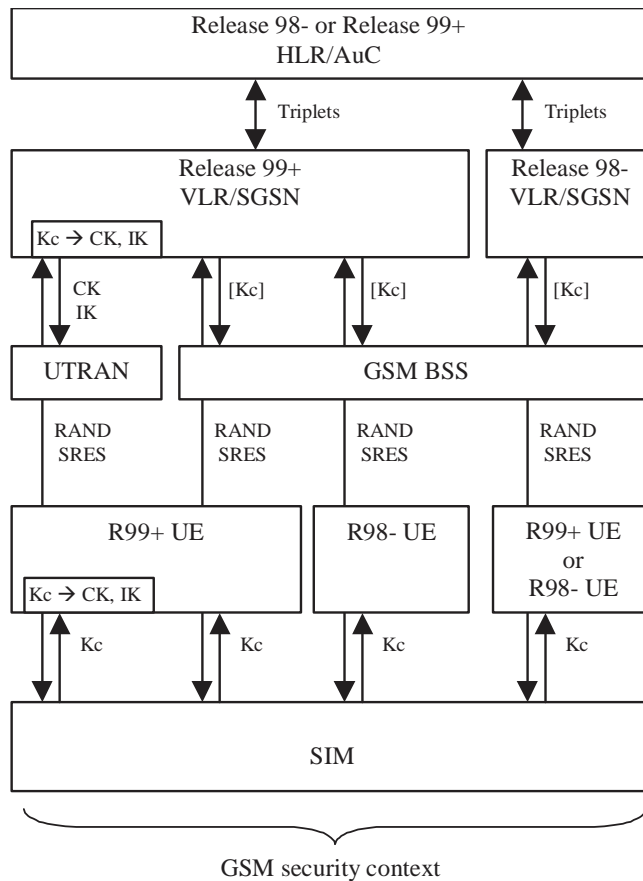 Release 98- or Release 99+
HLR/AuC
Triplets
Triplets
Release 99+
VLR/SGSN
Release 98-
VLR/SGSN
Kc → CK, IK
CK
IK
[Kc]
[Kc]
[Kc]
UTRAN
GSM BSS
RAND
SRES
RAND
SRES
RAND
SRES
RAND
SRES
R99+ UE
R98- UE
R99+ UE
or
R98- UE
Kc → CK, IK
Kc
Kc
Kc
Kc
SIM
GSM security context